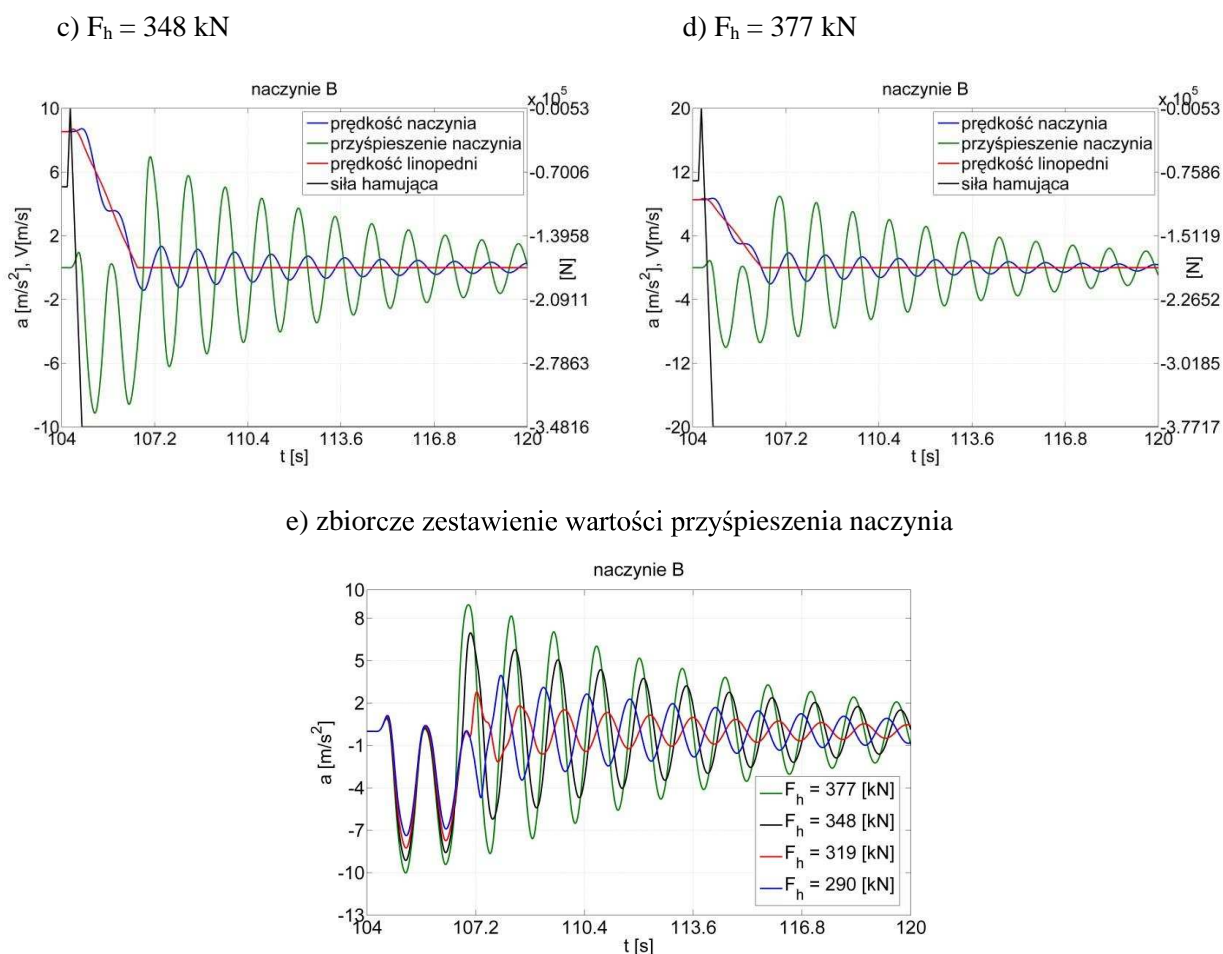 c) Fh = 348 kN
d) Fh = 377 kN
naczynie B
x 10^5
10
6
2
-2
-6
-10
a [m/s²], V[m/s]
prędkość naczynia
przyśpieszenie naczynia
prędkość linopedni
siła hamująca
-0.0053
-0.7006
-1.3958
-2.0911
-2.7863
-3.4816
[N]
104
107.2
110.4
113.6
116.8
120
t [s]
naczynie B
x 10^5
20
12
4
-4
-12
-20
a [m/s²], V[m/s]
prędkość naczynia
przyśpieszenie naczynia
prędkość linopedni
siła hamująca
-0.0053
-0.7586
-1.5119
-2.2652
-3.0185
-3.7717
[N]
104
107.2
110.4
113.6
116.8
120
t [s]
e) zbiorcze zestawienie wartości przyśpieszenia naczynia
naczynie B
10
8
5
2
-1
-4
-7
-10
-13
a [m/s²]
F_h = 377 [kN]
F_h = 348 [kN]
F_h = 319 [kN]
F_h = 290 [kN]
104
107.2
110.4
113.6
116.8
120
t [s]